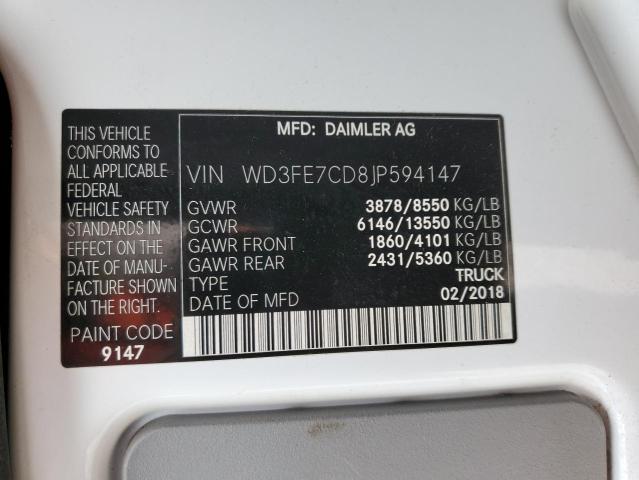 MFD: DAIMLER AG
THIS VEHICLE
CONFORMS TO
ALL APPLICABLE
FEDERAL
VEHICLE SAFETY
STANDARDS IN
EFFECT ON THE
DATE OF MANU-
FACTURE SHOWN
ON THE RIGHT.
PAINT CODE
9147
VIN WD3FE7CD8JP594147
GVWR 3878/8550 KG/LB
GCWR 6146/13550 KG/LB
GAWR FRONT 1860/4101 KG/LB
GAWR REAR 2431/5360 KG/LB
TYPE TRUCK
DATE OF MFD 02/2018